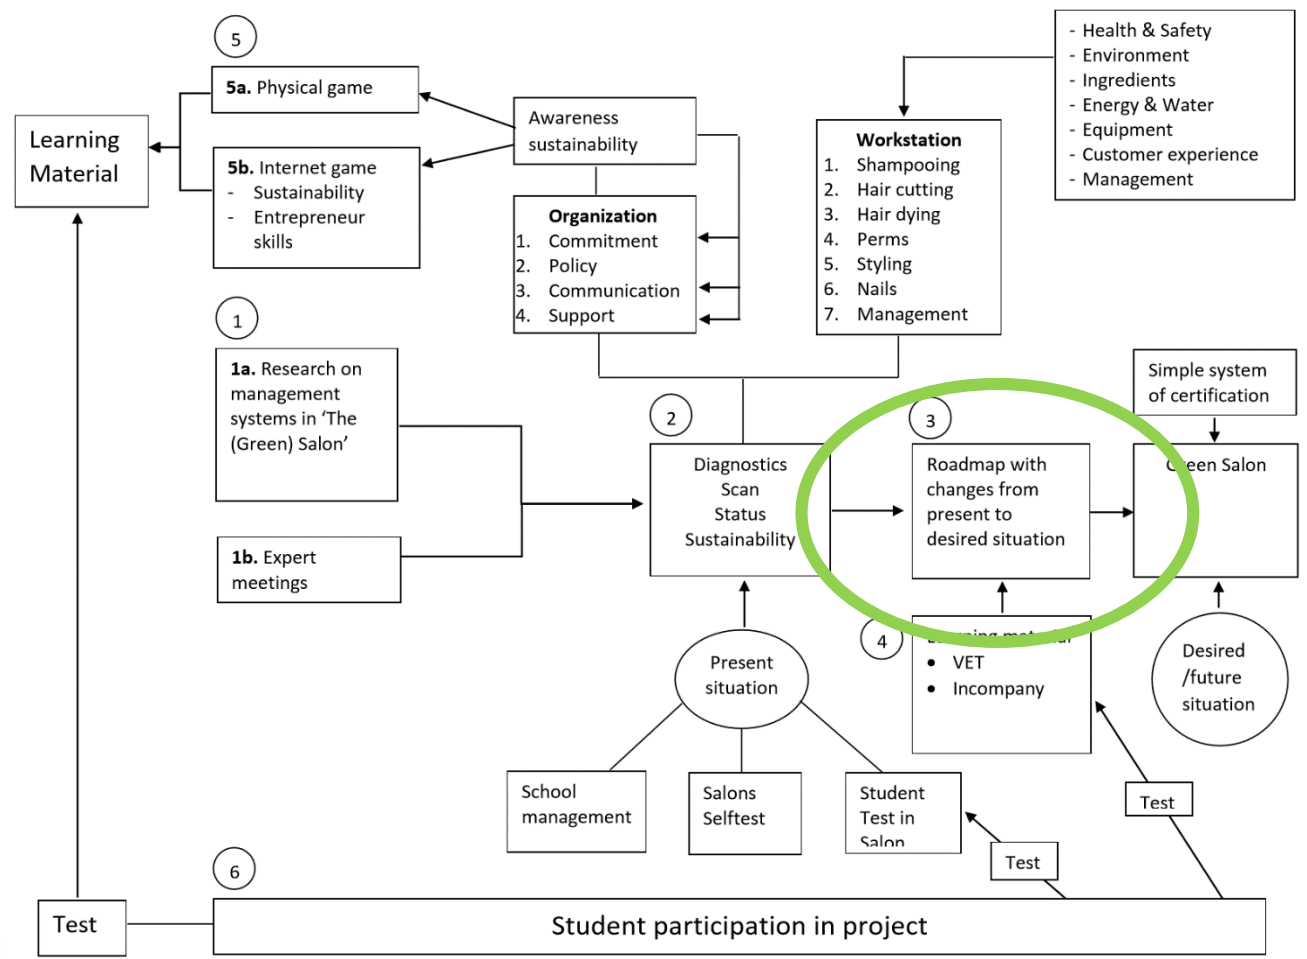 5
5a. Physical game
Learning
Material
5b. Internet game
- Sustainability
- Entrepreneur
skills
Awareness
sustainability
Organization
1. Commitment
2. Policy
3. Communication
4. Support
Workstation
1. Shampooing
2. Hair cutting
3. Hair dying
4. Perms
5. Styling
6. Nails
7. Management
- Health & Safety
- Environment
- Ingredients
- Energy & Water
- Equipment
- Customer experience
- Management
1
1a. Research on
management
systems in ‘The
(Green) Salon’
1b. Expert
meetings
2
Diagnostics
Scan
Status
Sustainability
3
Roadmap with
changes from
present to
desired situation
Simple system
of certification
Green Salon
4
Learning material
• VET
• Incompany
Desired
/future
situation
Present
situation
School
management
Salons
Selftest
Student
Test in
Salon
Test
Test
6
Test
Student participation in project